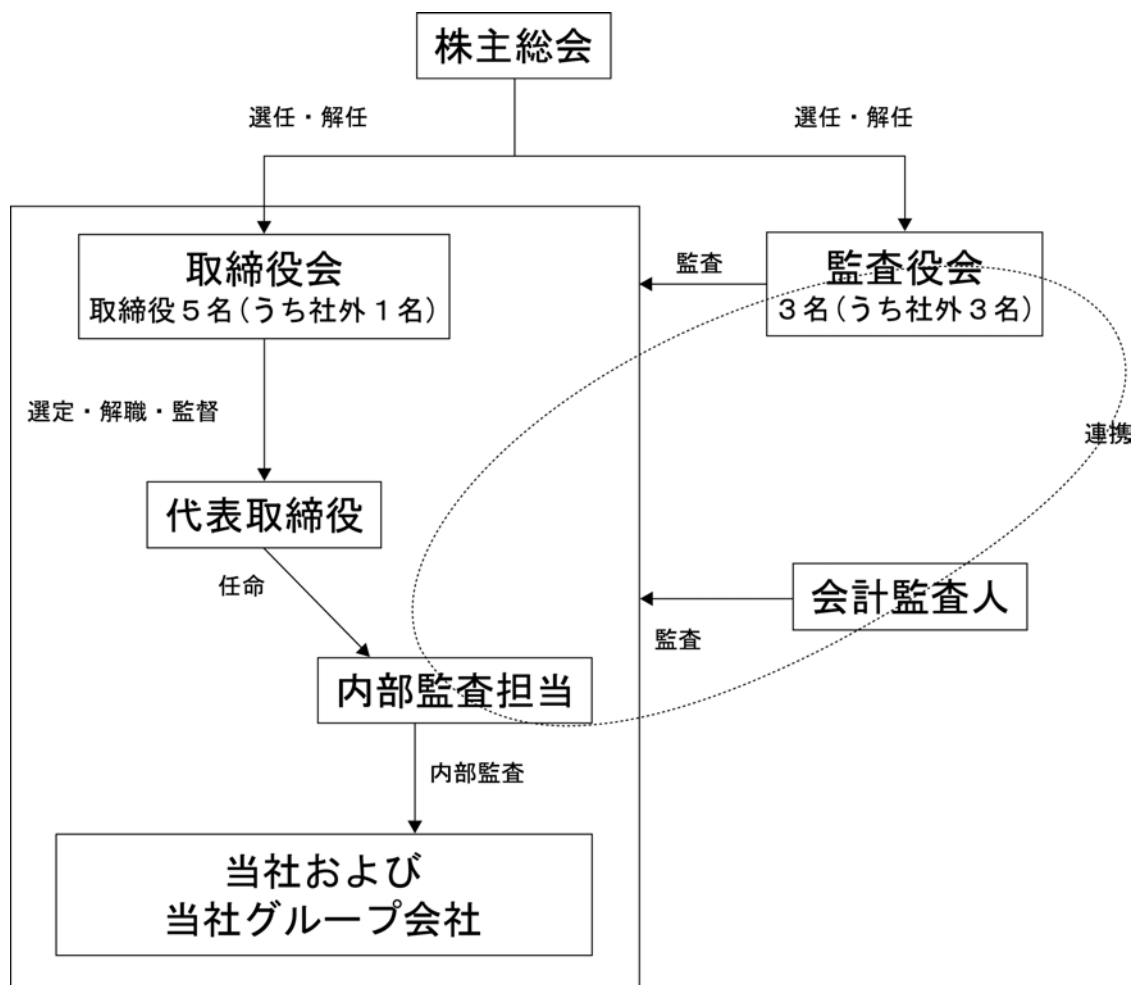 株主総会
選任・解任
選任・解任
取締役会
取締役５名(うち社外１名)
監査
監査役会
３名(うち社外３名)
選定・解職・監督
連携
代表取締役
任命
会計監査人
監査
内部監査担当
内部監査
当社および
当社グループ会社